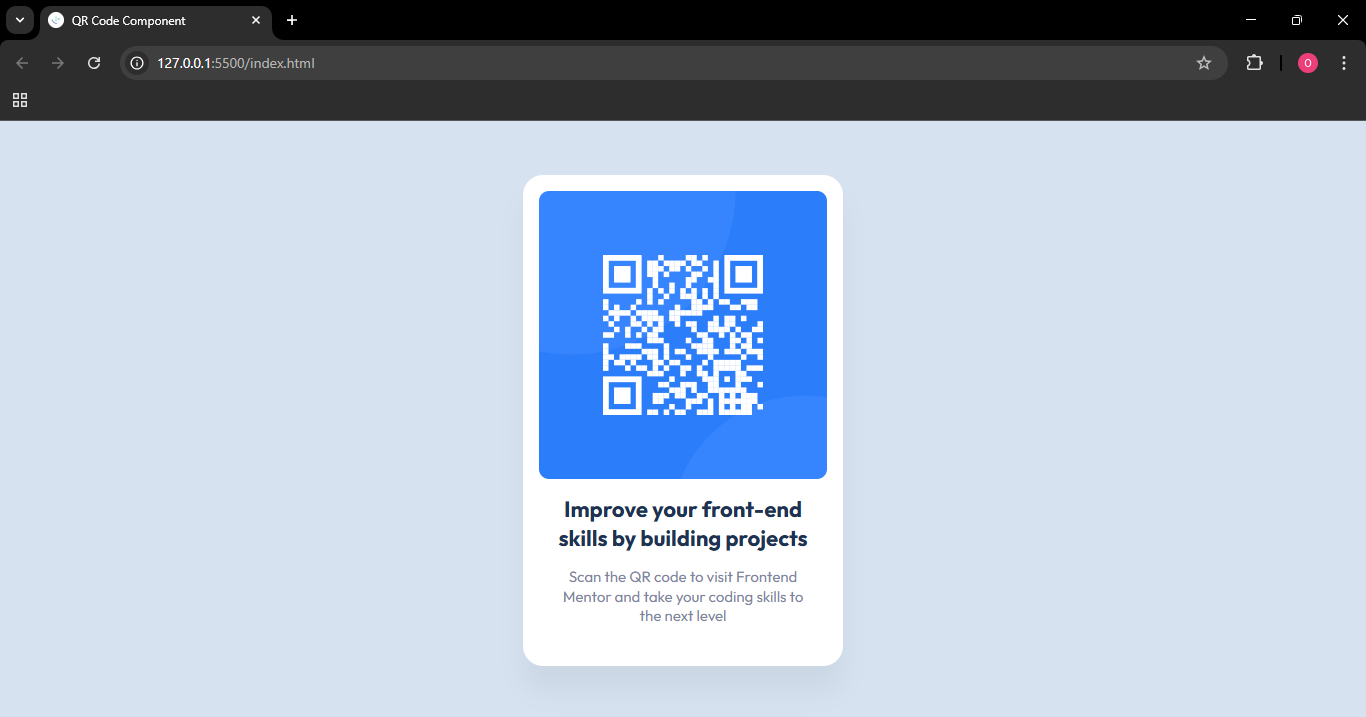 QR Code Component
127.0.0.1:5500/index.html
O
Improve your front-end
skills by building projects
Scan the QR code to visit Frontend
Mentor and take your coding skills to
the next level